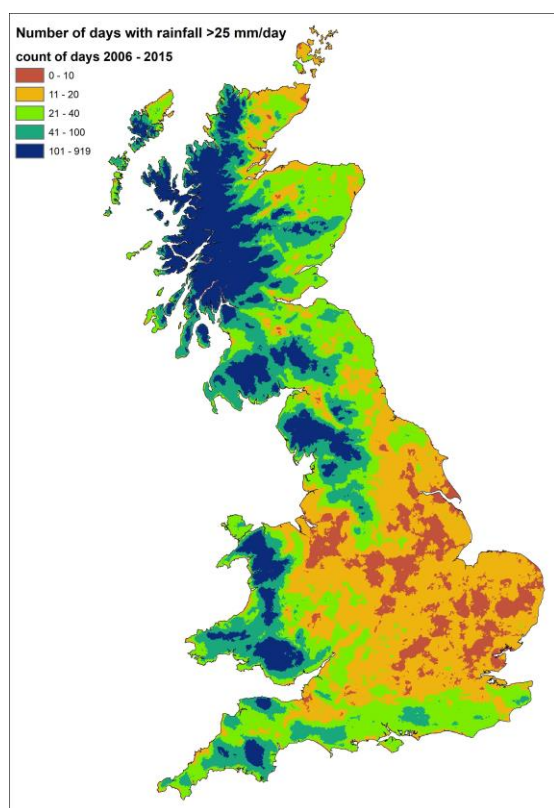 Number of days with rainfall >25 mm/day
count of days 2006 - 2015
0 - 10
11 - 20
21 - 40
41 - 100
101 - 919